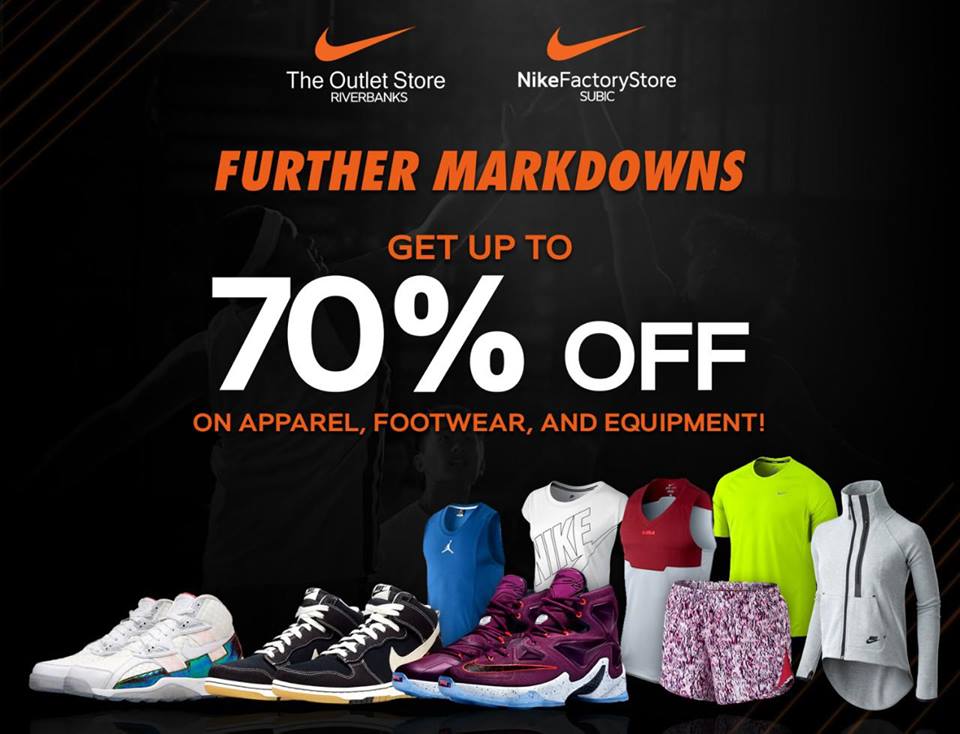 The Outlet Store
RIVERBANKS
NikeFactoryStore
SUBIC
FURTHER MARKDOWNS
GET UP TO
70% OFF
ON APPAREL, FOOTWEAR, AND EQUIPMENT!
NIKE